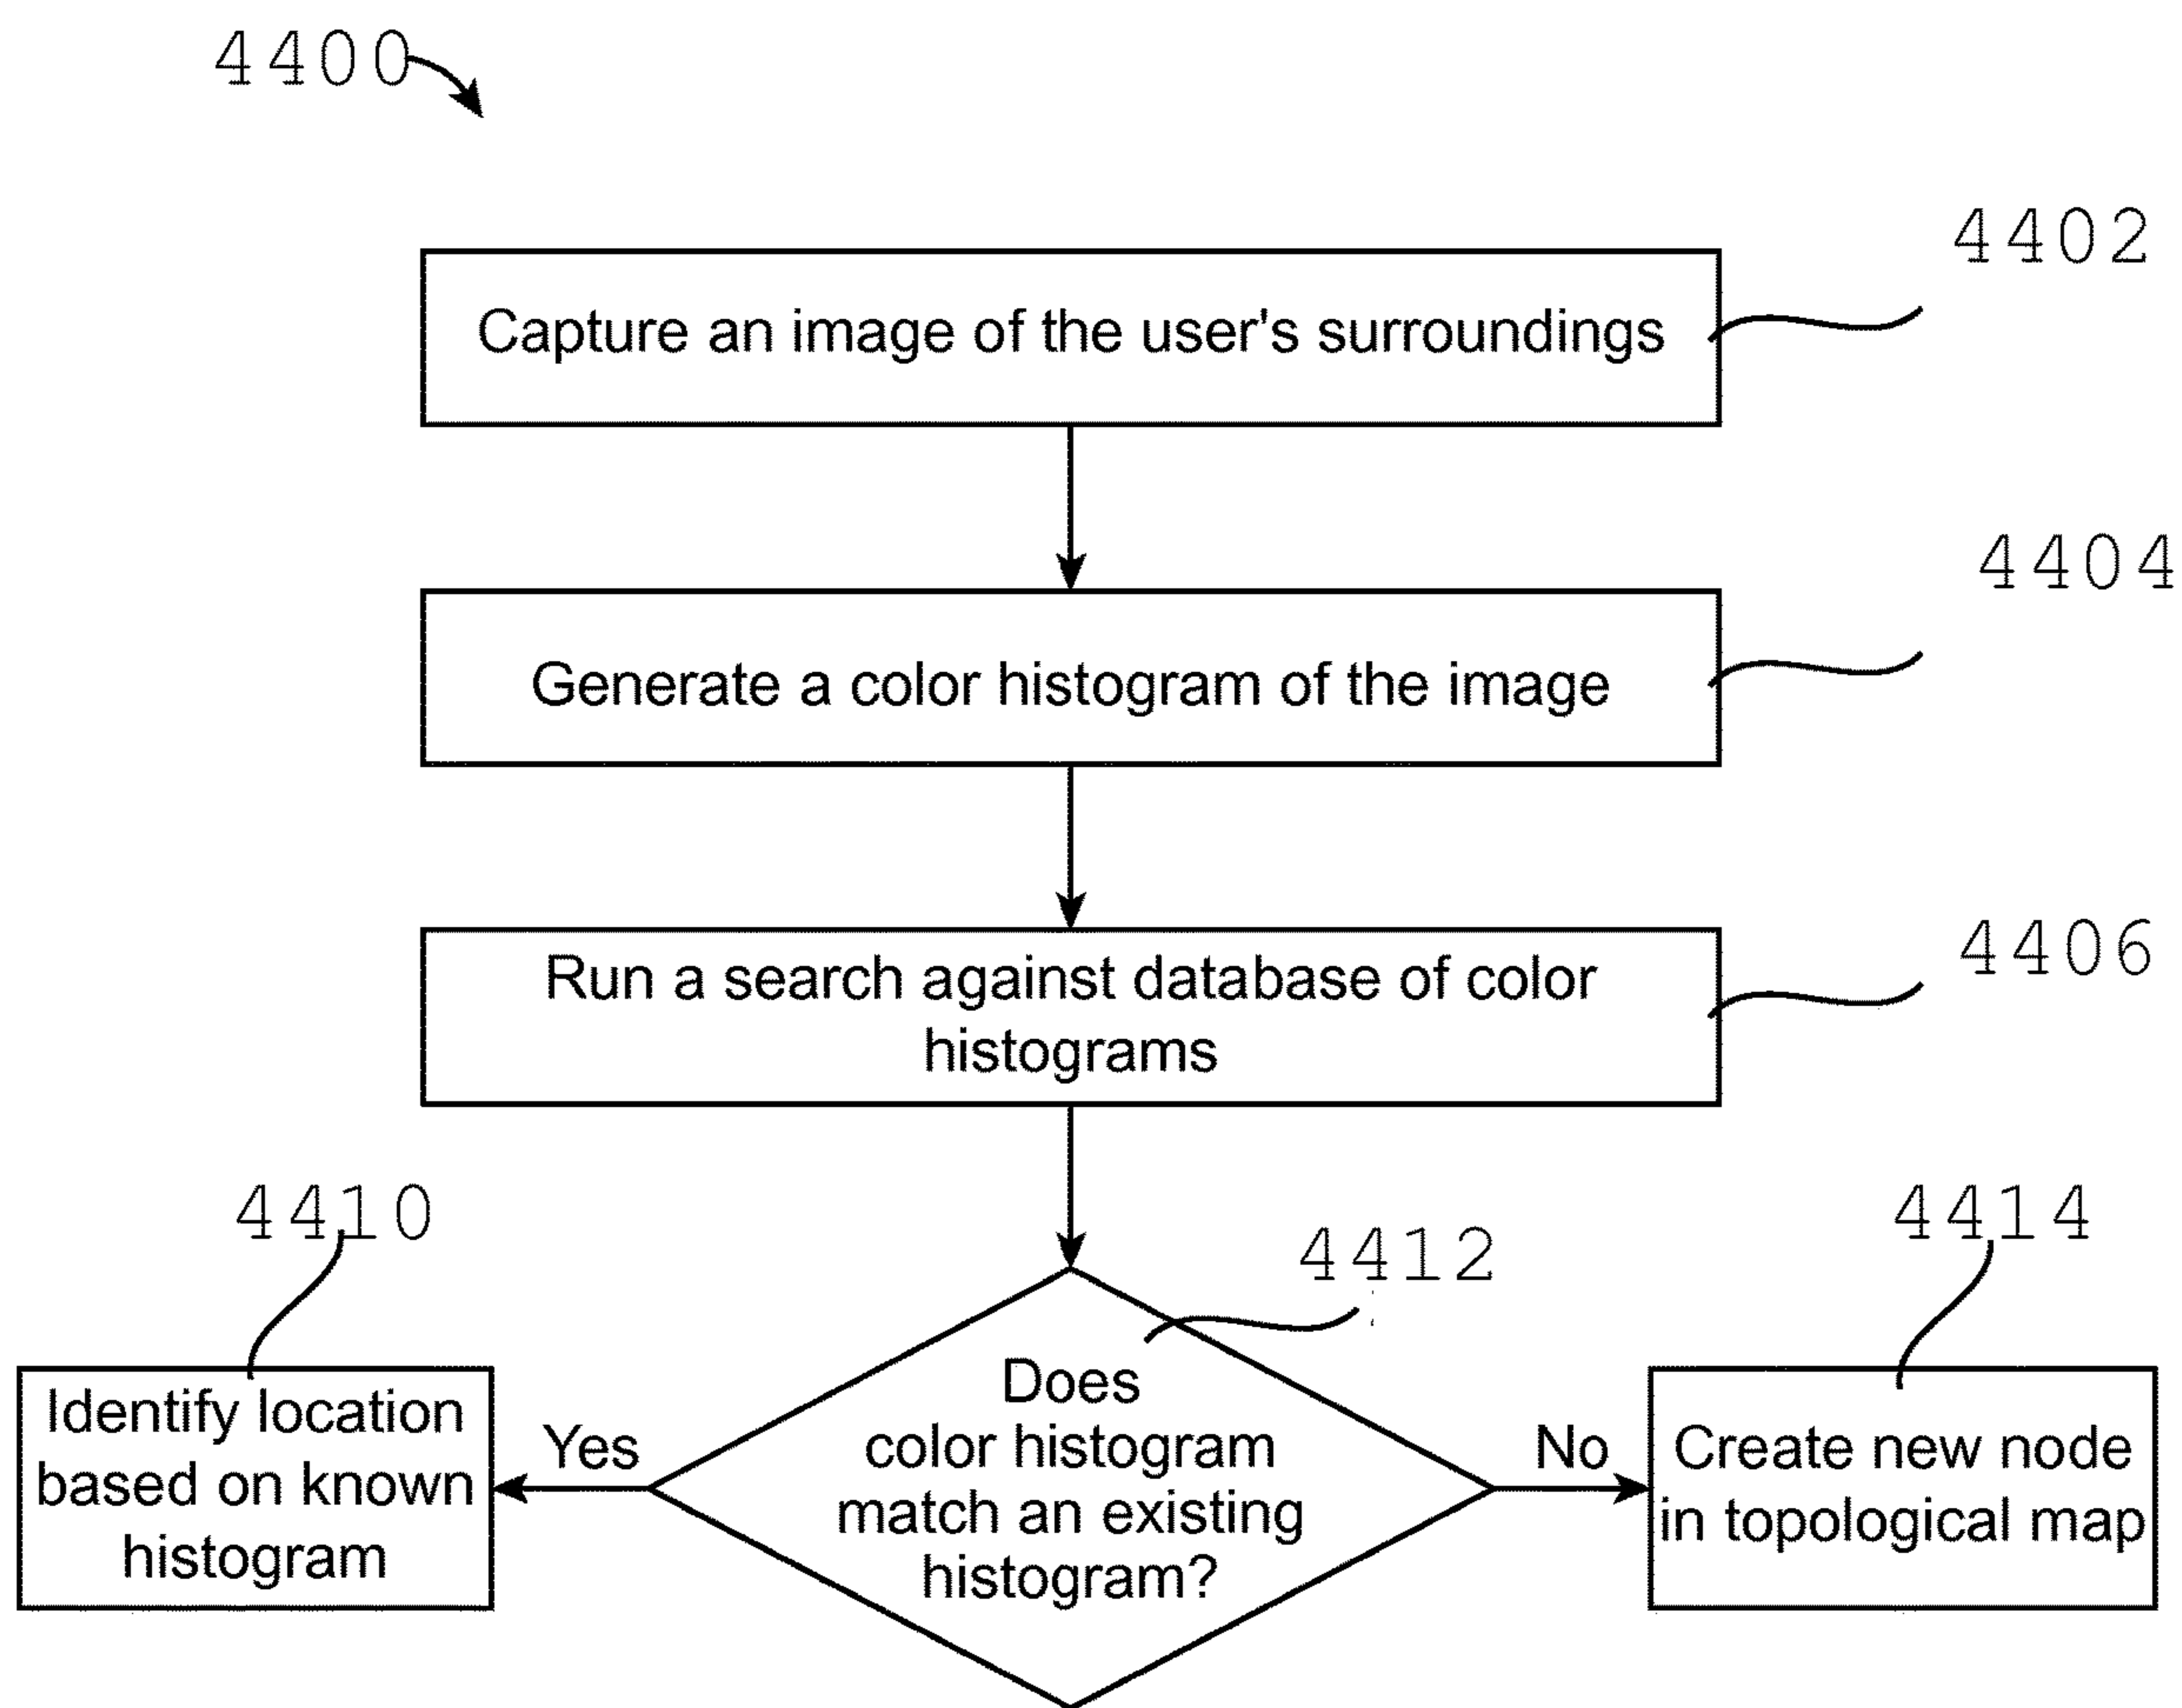 4400
4402
Capture an image of the user's surroundings
4404
Generate a color histogram of the image
4406
Run a search against database of color
histograms
4410
4412
4414
Identify location
based on known
histogram
Yes
Does
color histogram
match an existing
histogram?
No
Create new node
in topological map